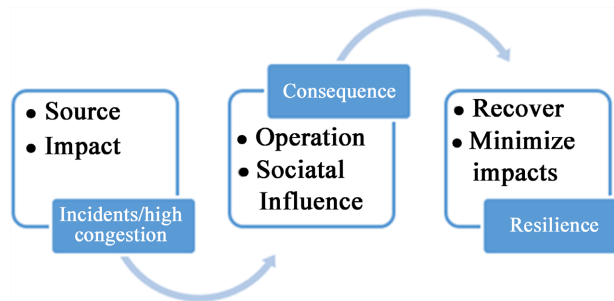 • Source
• Impact
Incidents/high
congestion
Consequence
• Operation
• Sociatal
Influence
• Recover
• Minimize
impacts
Resilience